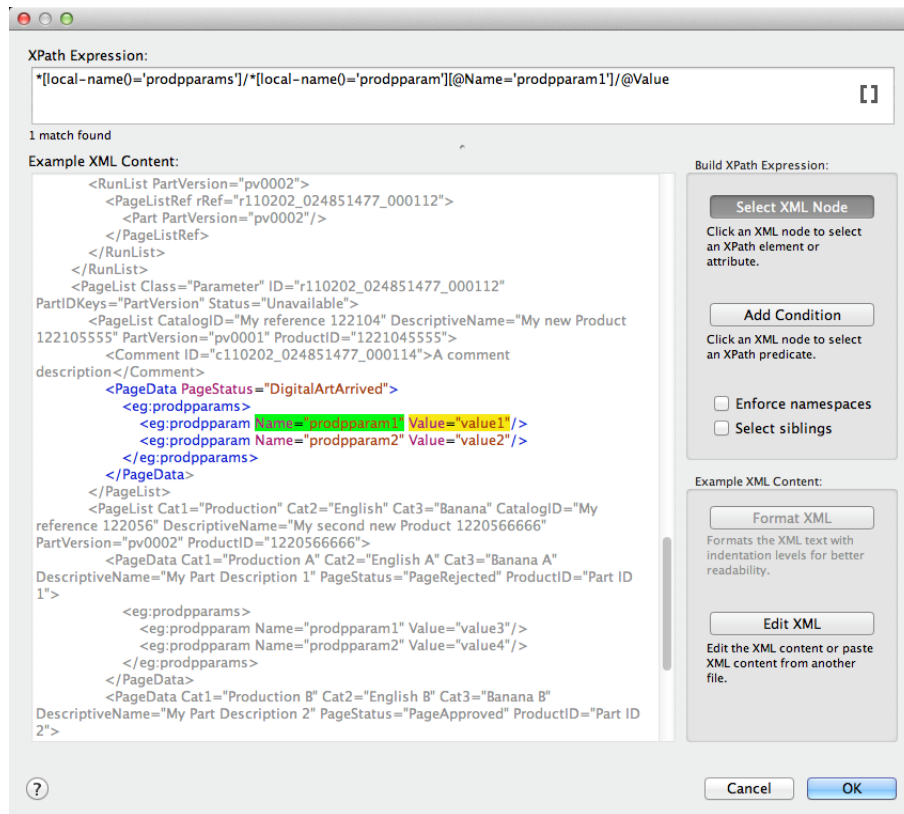 XPath Expression:
*[local-name()='prodpparams']/*[local-name()='prodpparam'][@Name='prodpparam1']/@Value
[]
1 match found
Example XML Content:
<RunList PartVersion="pv0002">
<PageListRef rRef="r110202_024851477_000112">
<Part PartVersion="pv0002"/>
</PageListRef>
</RunList>
</RunList>
<PageList Class="Parameter" ID="r110202_024851477_000112"
PartIDKeys="PartVersion" Status="Unavailable">
<PageList CatalogID="My reference 122104" DescriptiveName="My new Product
122105555" PartVersion="pv0001" ProductID="1221045555">
<Comment ID="c110202_024851477_000114">A comment
description</Comment>
<PageData PageStatus="DigitalArtArrived">
<eg:prodpparams>
<eg:prodpparam Name="prodpparam1" Value="value1"/>
<eg:prodpparam Name="prodpparam2" Value="value2"/>
</eg:prodpparams>
</PageData>
</PageList>
<PageList Cat1="Production" Cat2="English" Cat3="Banana" CatalogID="My
reference 122056" DescriptiveName="My second new Product 1220566666"
PartVersion="pv0002" ProductID="1220566666">
<PageData Cat1="Production A" Cat2="English A" Cat3="Banana A"
DescriptiveName="My Part Description 1" PageStatus="PageRejected" ProductID="Part ID
1">
<eg:prodpparams>
<eg:prodpparam Name="prodpparam1" Value="value3"/>
<eg:prodpparam Name="prodpparam2" Value="value4"/>
</eg:prodpparams>
</PageData>
<PageData Cat1="Production B" Cat2="English B" Cat3="Banana B"
DescriptiveName="My Part Description 2" PageStatus="PageApproved" ProductID="Part ID
2">
Build XPath Expression:
Select XML Node
Click an XML node to select
an XPath element or
attribute.
Add Condition
Click an XML node to select
an XPath predicate.
Enforce namespaces
Select siblings
Example XML Content:
Format XML
Formats the XML text with
indentation levels for better
readability.
Edit XML
Edit the XML content or paste
XML content from another
file.
?
Cancel
OK